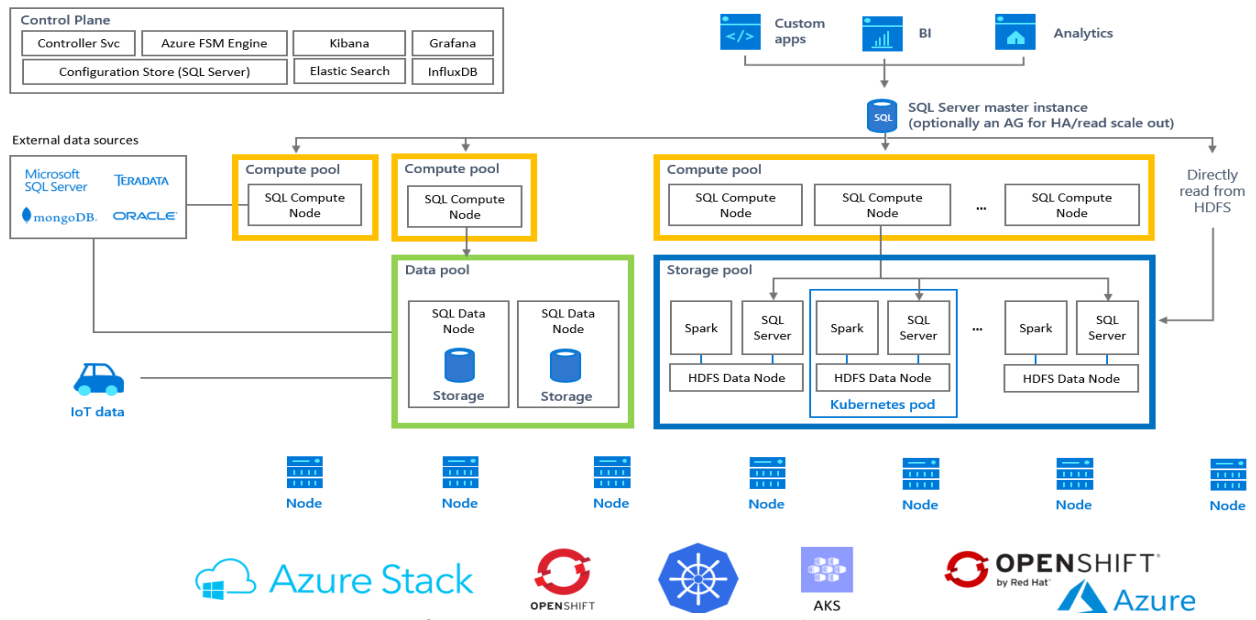 Control Plane
Controller Svc
Azure FSM Engine
Kibana
Grafana
Configuration Store (SQL Server)
Elastic Search
InfluxDB
Custom
apps
BI
Analytics
SQL
SQL Server master instance
(optionally an AG for HA/read scale out)
External data sources
Microsoft
SQL Server
TERADATA
mongoDB.
ORACLE
Compute pool
SQL Compute
Node
Compute pool
SQL Compute
Node
Compute pool
SQL Compute
Node
SQL Compute
Node
...
SQL Compute
Node
Directly
read from
HDFS
Data pool
SQL Data
Node
Storage
SQL Data
Node
Storage
Storage pool
Spark
SQL
Server
HDFS Data Node
Spark
SQL
Server
HDFS Data Node
Kubernetes pod
...
Spark
SQL
Server
HDFS Data Node
IoT data
Node
Node
Node
Node
Node
Node
Node
Azure Stack
OPENSHIFT
AKS
OPENSHIFT
by Red Hat
Azure